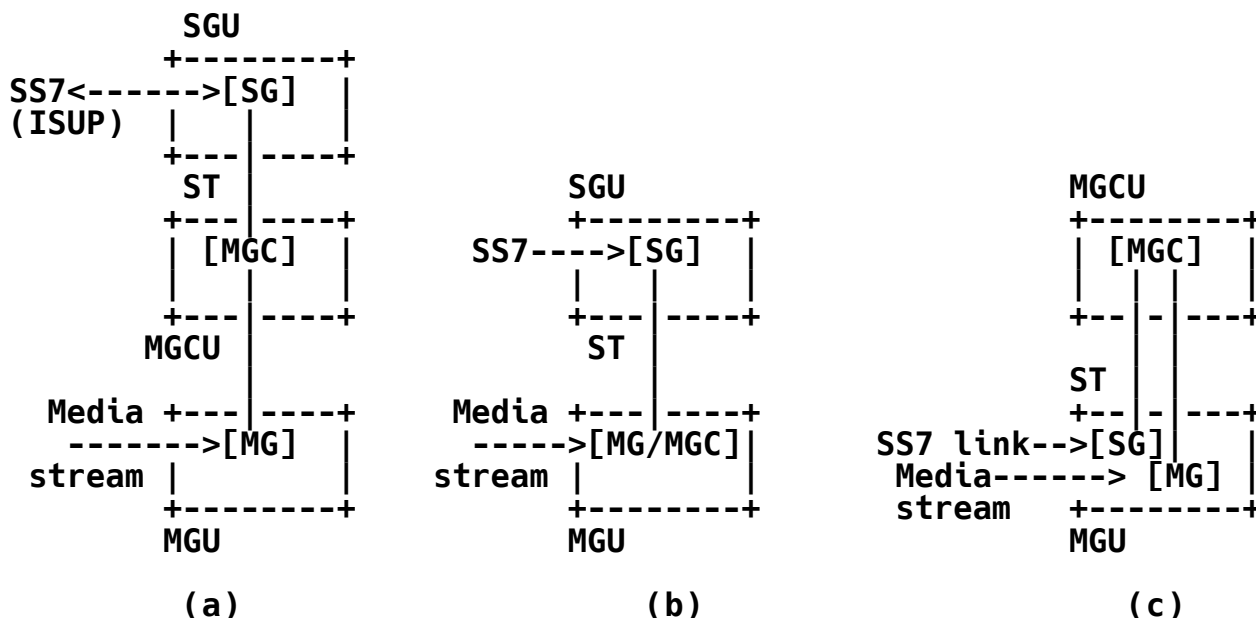 SGU
        +--------+
SS7<------>[SG]  |
(ISUP)  |   |    |
        +---|----+
         ST |                SGU                       MGCU
        +---|----+           +--------+                +--------+
        | [MGC]  |      SS7---->[SG]  |                | [MGC]  |
        |   |    |           |   |    |                |  | |   |
        +---|----+           +---|----+                +--|-|---+
       MGCU |                 ST |                        | |
            |                    |                     ST | |
  Media +---|----+     Media +---|----+                +--|-|---+
   ------->[MG]  |      ----->[MG/MGC]|      SS7 link-->[SG]|   |
 stream |        |    stream |        |       Media------> [MG] |
        +--------+           +--------+       stream   +--------+
        MGU                  MGU                       MGU
         (a)                     (b)                      (c)